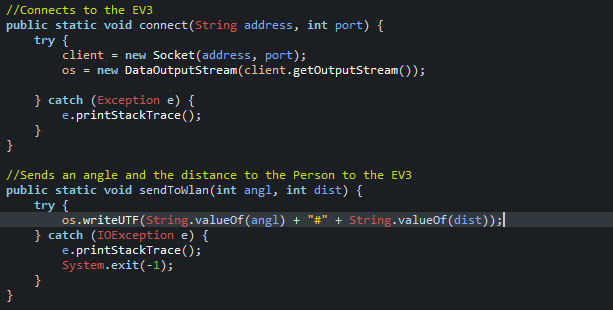 //Connects to the EV3
public static void connect(String address, int port) {
    try {
        client = new Socket(address, port);
        os = new DataOutputStream(client.getOutputStream());

    } catch (Exception e) {
        e.printStackTrace();
    }
}

//Sends an angle and the distance to the Person to the EV3
public static void sendToWlan(int angl, int dist) {
    try {
        os.writeUTF(String.valueOf(angl) + "#" + String.valueOf(dist));
    } catch (IOException e) {
        e.printStackTrace();
        System.exit(-1);
    }
}